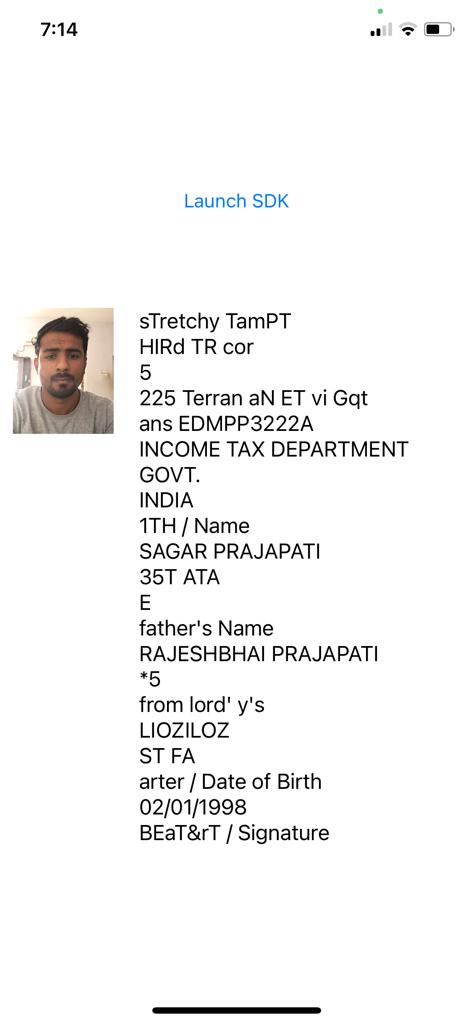 7:14
Launch SDK
sTretchy TamPT
HIRd TR cor
5
225 Terran aN ET vi Gqt
ans EDMPP3222A
INCOME TAX DEPARTMENT
GOVT.
INDIA
1TH / Name
SAGAR PRAJAPATI
35T ATA
E
father's Name
RAJESHBHAI PRAJAPATI
*5
from lord' y's
LIOZILOZ
ST FA
arter / Date of Birth
02/01/1998
BEaT&rT / Signature